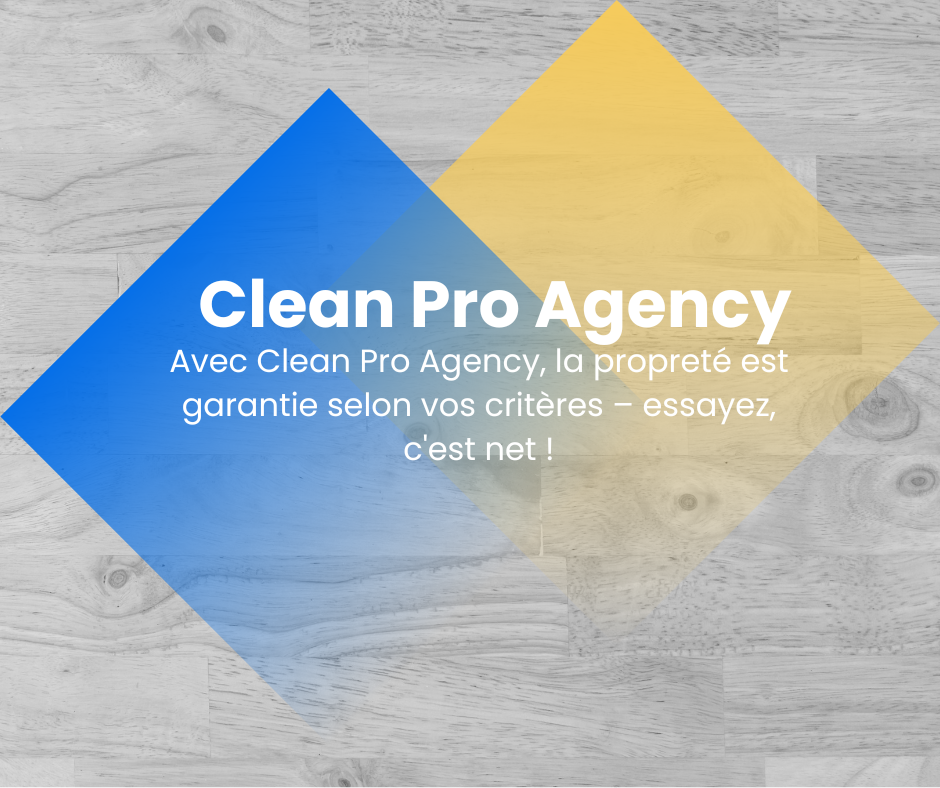 Clean Pro Agency
Avec Clean Pro Agency, la propreté est
garantie selon vos critères – essayez,
c'est net !